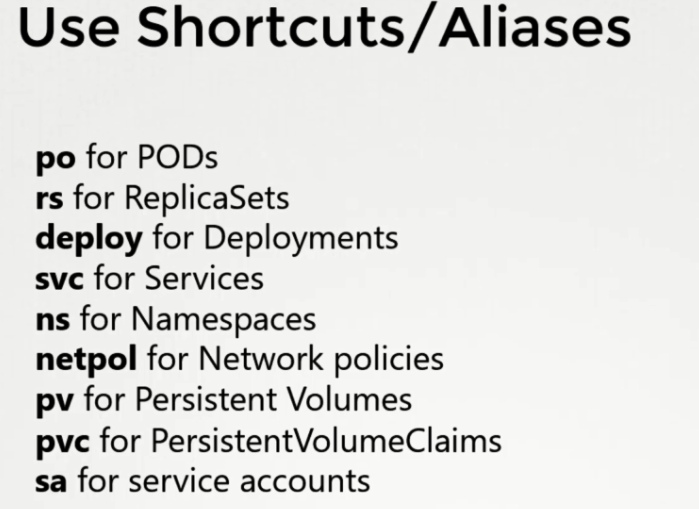 Use Shortcuts/Aliases
po for PODs
rs for ReplicaSets
deploy for Deployments
svc for Services
ns for Namespaces
netpol for Network policies
pv for Persistent Volumes
pvc for PersistentVolumeClaims
sa for service accounts